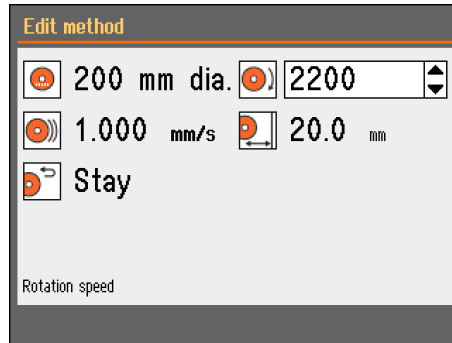 Edit method
200 mm dia. 2200
1.000 mm/s 20.0 mm
Stay
Rotation speed